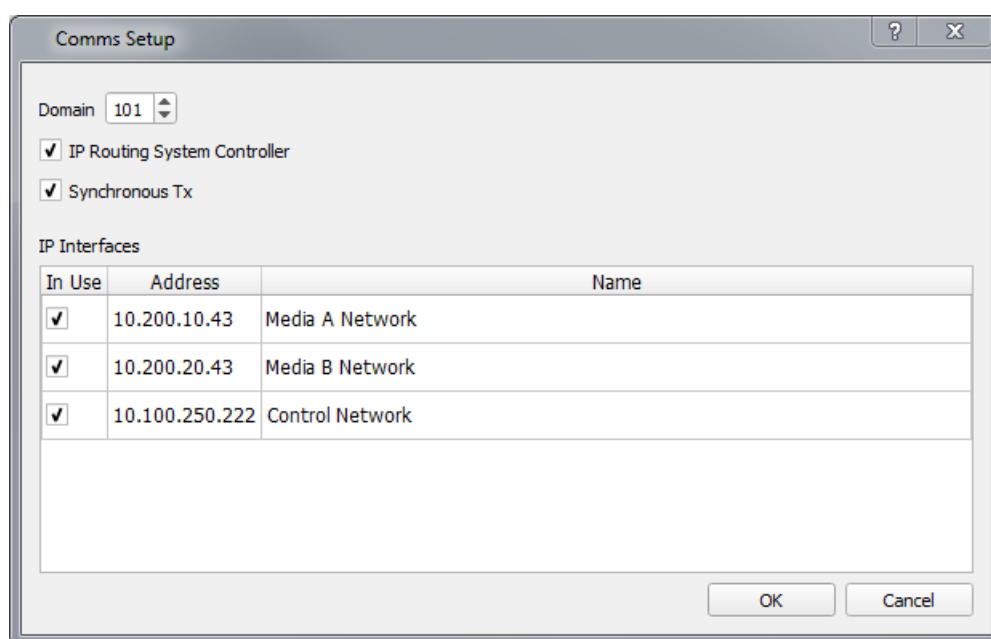 Comms Setup
Domain 101
IP Routing System Controller
Synchronous Tx
IP Interfaces
In Use Address Name
10.200.10.43 Media A Network
10.200.20.43 Media B Network
10.100.250.222 Control Network
OK Cancel